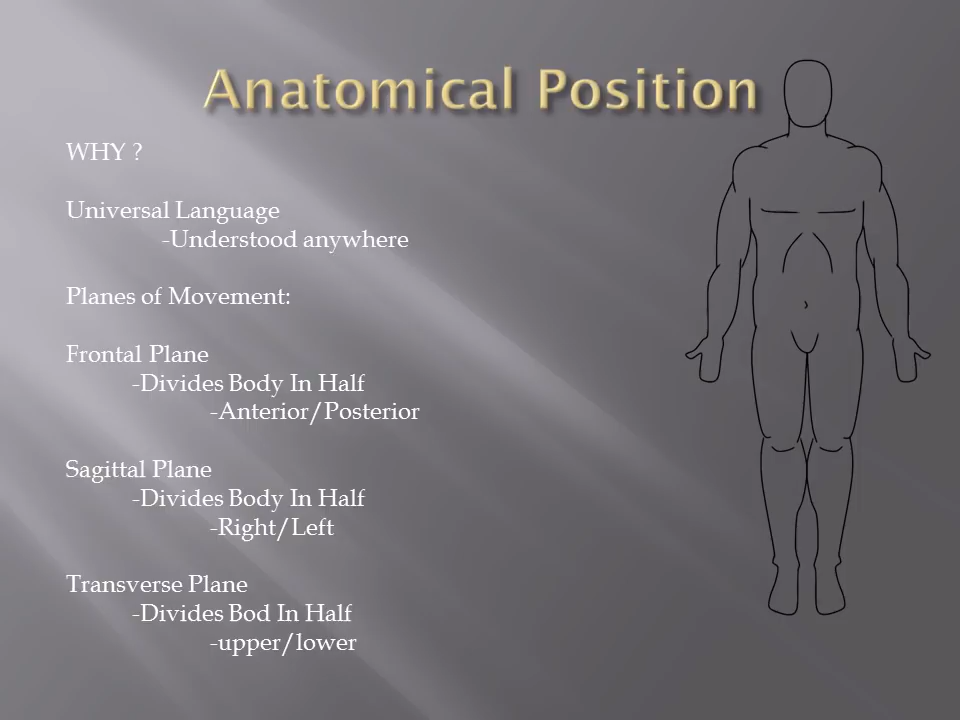 Anatomical Position
WHY ?
Universal Language
-Understood anywhere
Planes of Movement:
Frontal Plane
-Divides Body In Half
-Anterior/Posterior
Sagittal Plane
-Divides Body In Half
-Right/Left
Transverse Plane
-Divides Bod In Half
-upper/lower